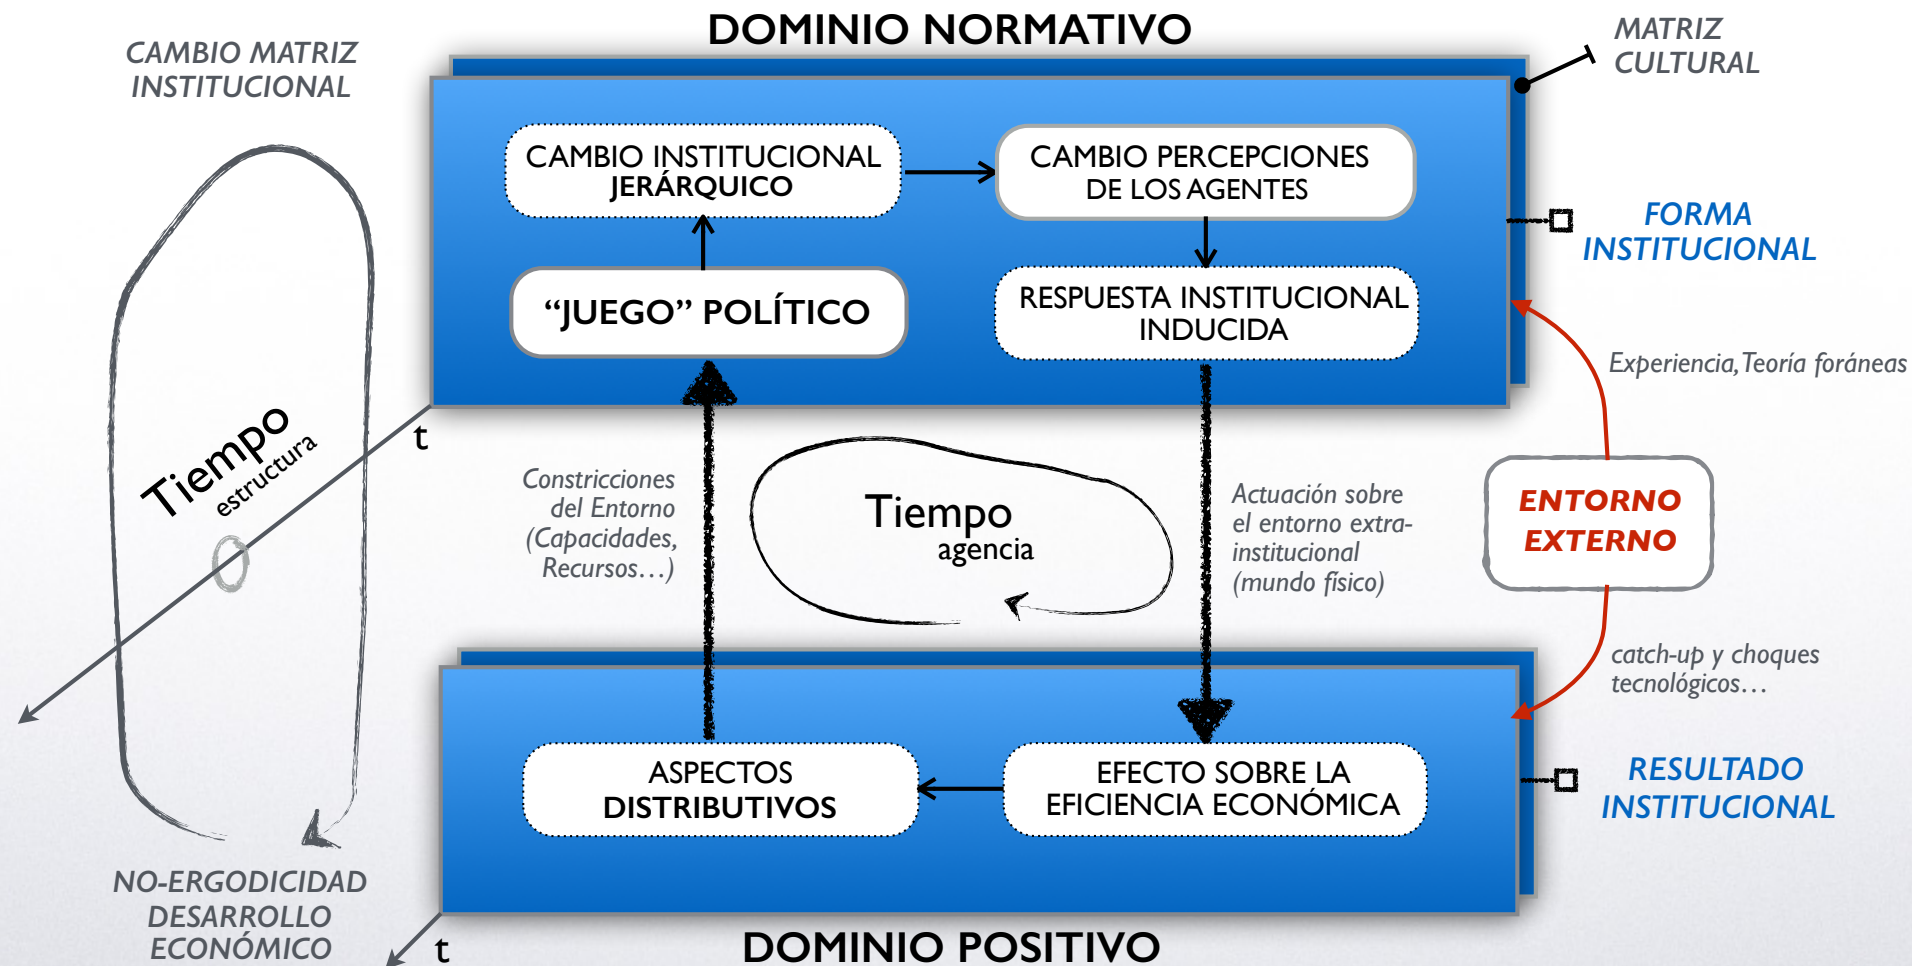 DOMINIO NORMATIVO
CAMBIO MATRIZ
INSTITUCIONAL
MATRIZ
CULTURAL
CAMBIO INSTITUCIONAL
JERÁRQUICO
CAMBIO PERCEPCIONES
DE LOS AGENTES
FORMA
INSTITUCIONAL
“JUEGO” POLÍTICO
RESPUESTA INSTITUCIONAL
INDUCIDA
Experiencia, Teoría foráneas
Tiempo
estructura
t
Constricciones
del Entorno
(Capacidades,
Recursos…)
Tiempo
agencia
Actuación sobre
el entorno extra-
institucional
(mundo físico)
ENTORNO
EXTERNO
catch-up y choques
tecnológicos…
ASPECTOS
DISTRIBUTIVOS
EFECTO SOBRE LA
EFICIENCIA ECONÓMICA
RESULTADO
INSTITUCIONAL
NO-ERGODICIDAD
DESARROLLO
ECONÓMICO
t
DOMINIO POSITIVO